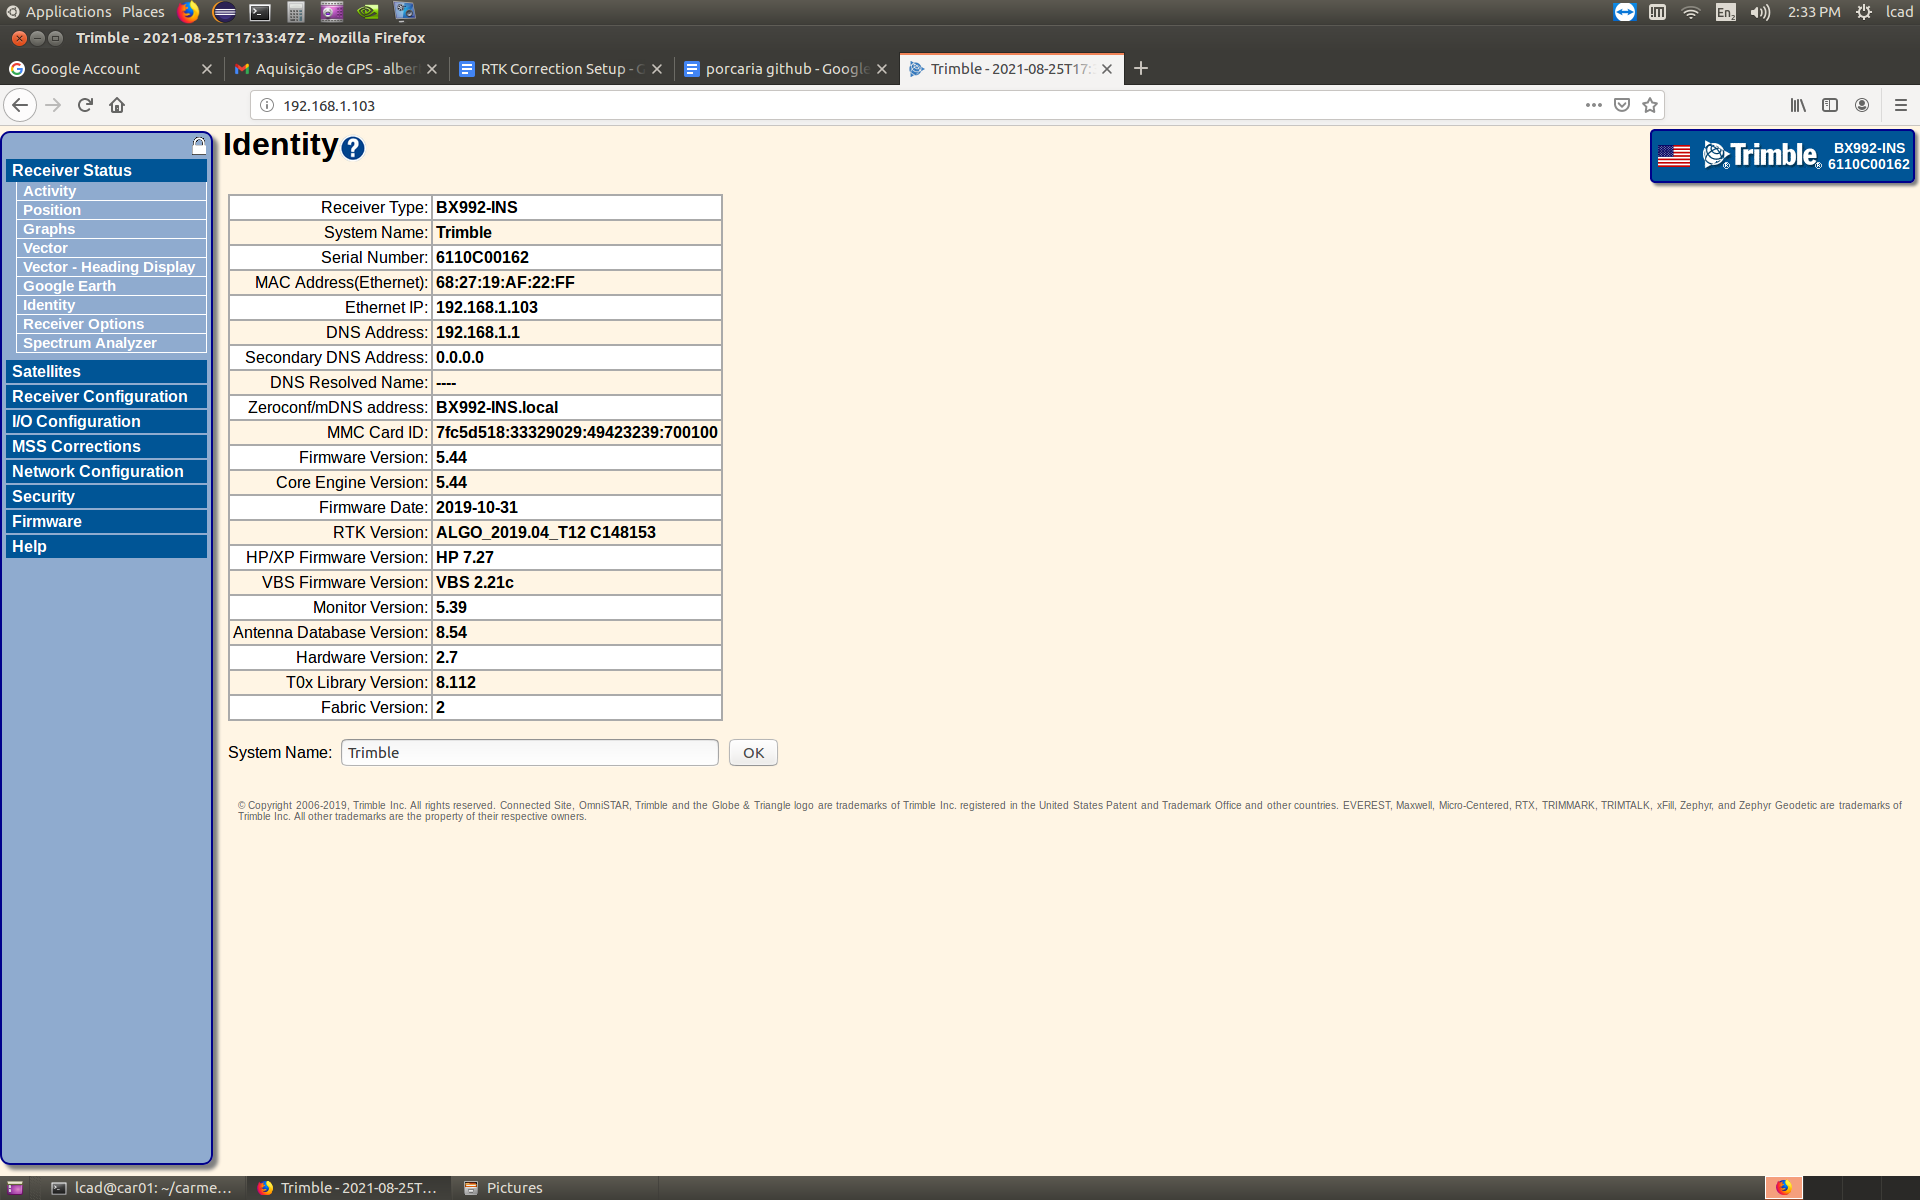 Applications Places En2 2:33 PM lcad
Trimble - 2021-08-25T17:33:47Z - Mozilla Firefox
Google Account Aquisição de GPS - alber RTK Correction Setup - G porcaria github - Google Trimble - 2021-08-25T17:
192.168.1.103
Identity ?
Trimble BX992-INS
6110C00162
Receiver Status
Activity
Position
Graphs
Vector
Vector - Heading Display
Google Earth
Identity
Receiver Options
Spectrum Analyzer
Satellites
Receiver Configuration
I/O Configuration
MSS Corrections
Network Configuration
Security
Firmware
Help
Receiver Type: BX992-INS
System Name: Trimble
Serial Number: 6110C00162
MAC Address(Ethernet): 68:27:19:AF:22:FF
Ethernet IP: 192.168.1.103
DNS Address: 192.168.1.1
Secondary DNS Address: 0.0.0.0
DNS Resolved Name: ----
Zeroconf/mDNS address: BX992-INS.local
MMC Card ID: 7fc5d518:33329029:49423239:700100
Firmware Version: 5.44
Core Engine Version: 5.44
Firmware Date: 2019-10-31
RTK Version: ALGO_2019.04_T12 C148153
HP/XP Firmware Version: HP 7.27
VBS Firmware Version: VBS 2.21c
Monitor Version: 5.39
Antenna Database Version: 8.54
Hardware Version: 2.7
T0x Library Version: 8.112
Fabric Version: 2
System Name: Trimble OK
© Copyright 2006-2019, Trimble Inc. All rights reserved. Connected Site, OmniSTAR, Trimble and the Globe & Triangle logo are trademarks of Trimble Inc. registered in the United States Patent and Trademark Office and other countries. EVEREST, Maxwell, Micro-Centered, RTX, TRIMMARK, TRIMTALK, xFill, Zephyr, and Zephyr Geodetic are trademarks of
Trimble Inc. All other trademarks are the property of their respective owners.
lcad@car01: ~/carme... Trimble - 2021-08-25T... Pictures